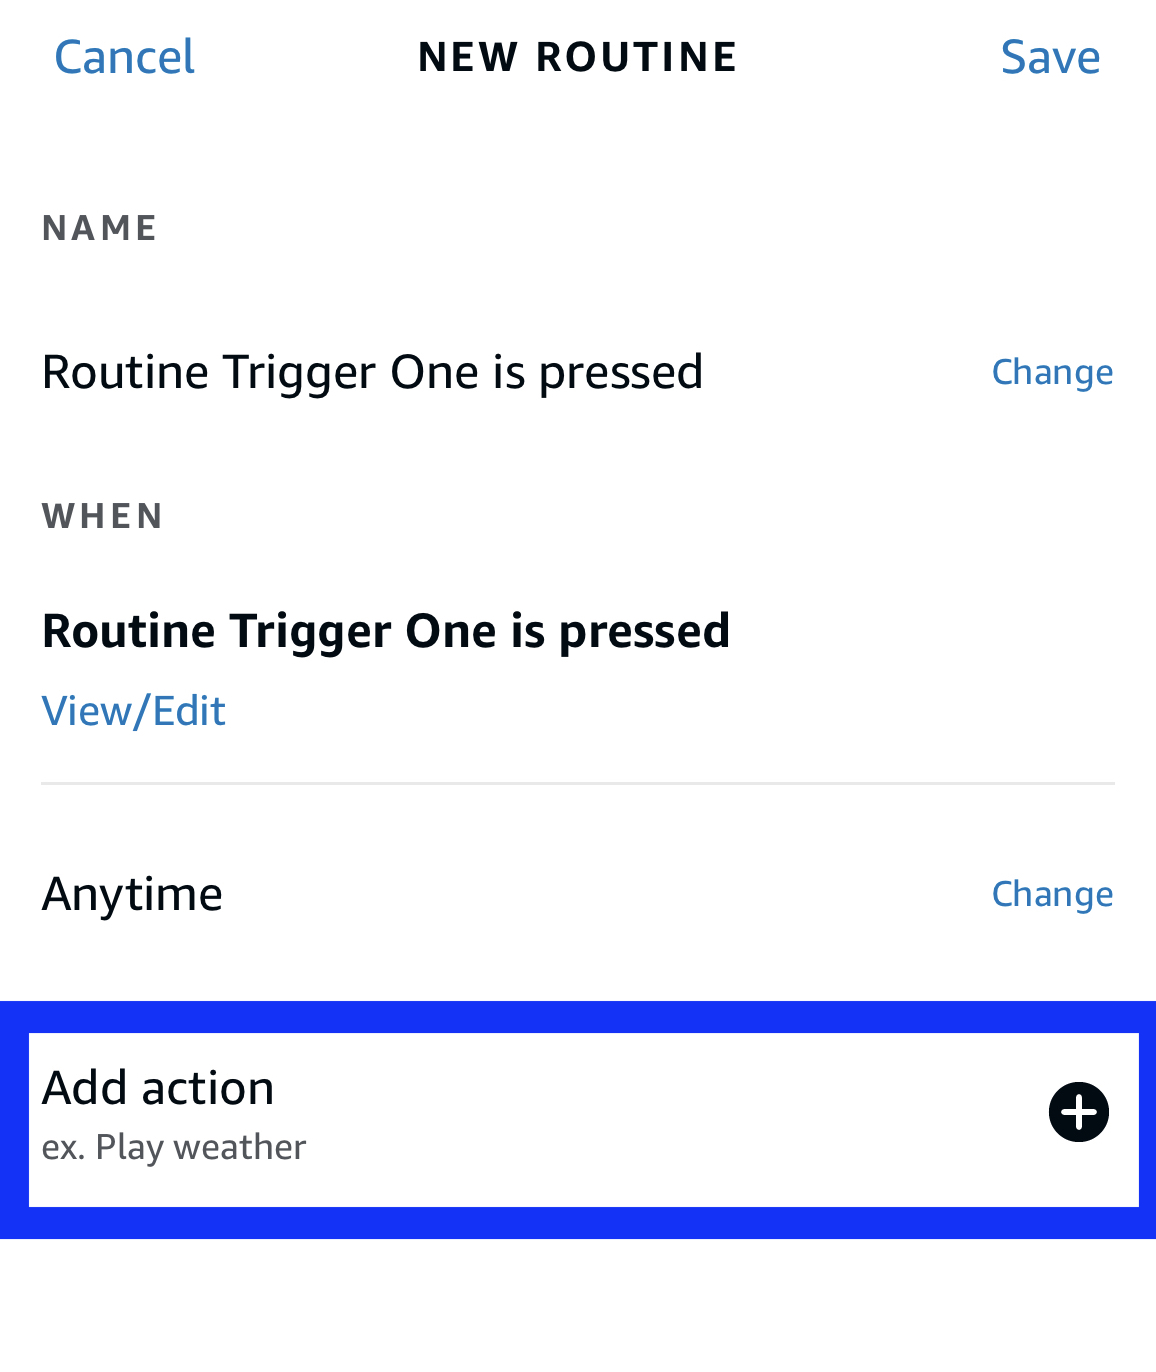 Cancel NEW ROUTINE Save
NAME
Routine Trigger One is pressed Change
WHEN
Routine Trigger One is pressed
View/Edit
Anytime Change
Add action
ex. Play weather